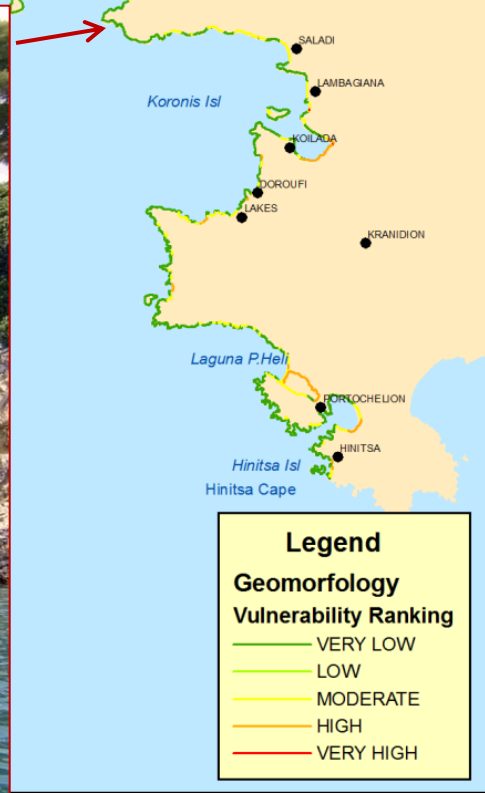 SALADI
LAMBAGIANA
Koronis Isl
KOILADA
DOROUFI
LAKES
KRANIDION
Laguna P.Heli
PORTOCHELION
HINITSA
Hinitsa Isl
Hinitsa Cape
Legend
Geomorfology
Vulnerability Ranking
VERY LOW
LOW
MODERATE
HIGH
VERY HIGH